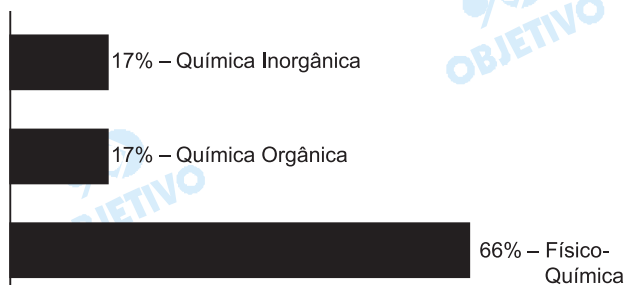 OBJETIVO
17% – Química Inorgânica
17% – Química Orgânica
OBJETIVO
66% – Físico-
Química